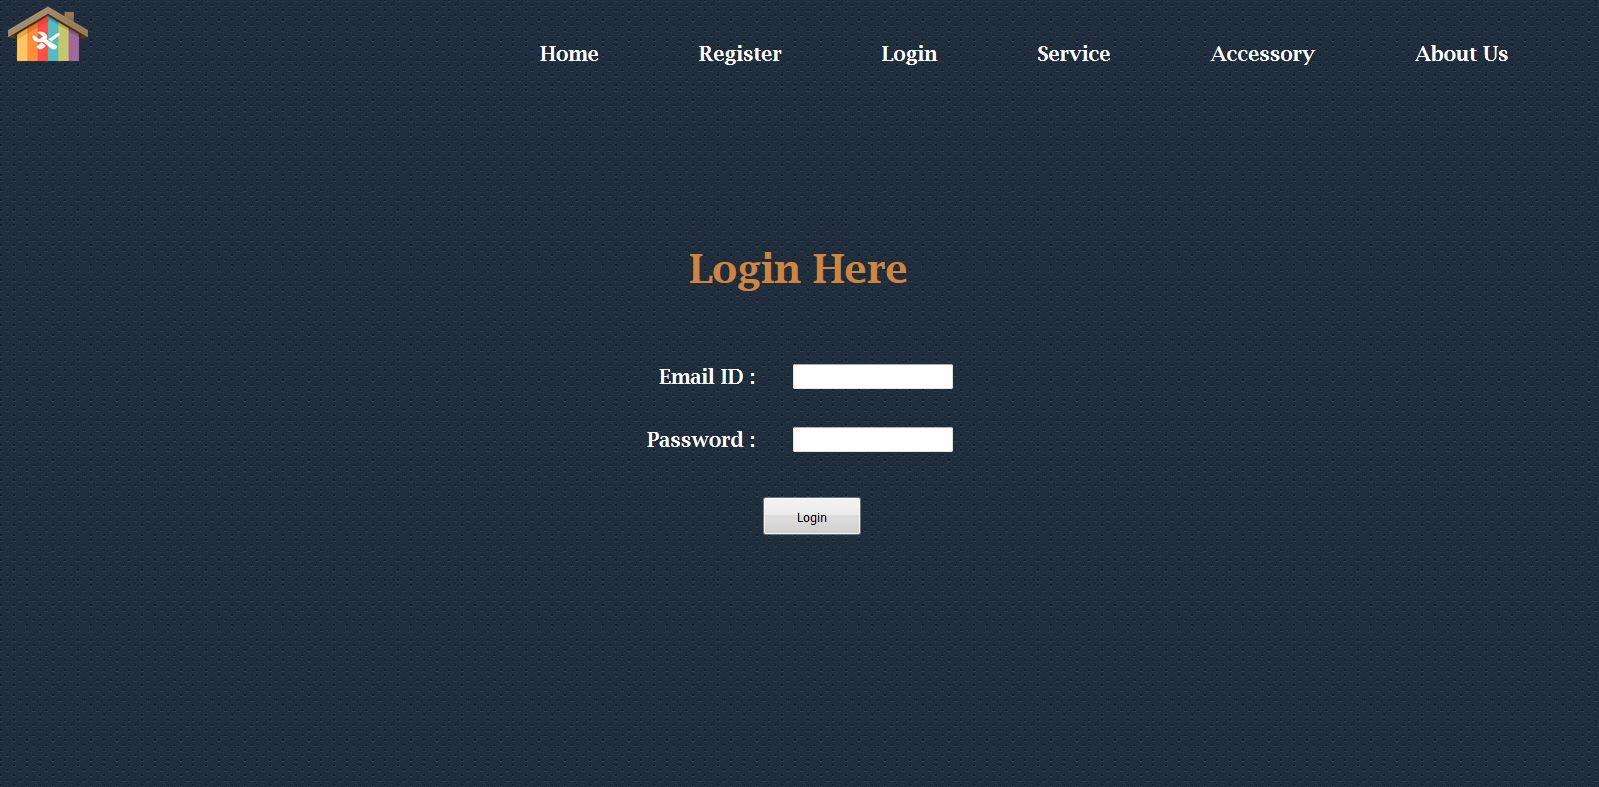 Home Register Login Service Accessory About Us
Login Here
Email ID :
Password :
Login